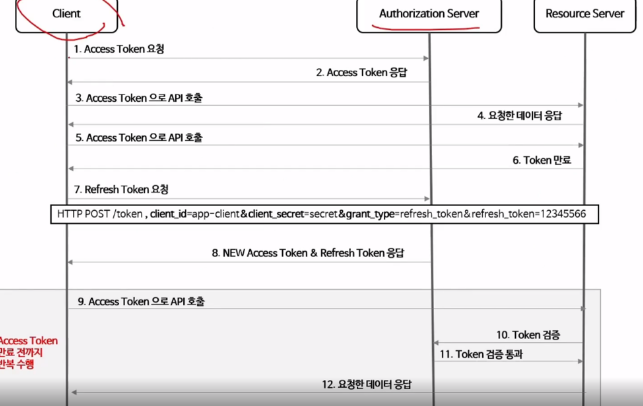 Client
Authorization Server
Resource Server
1. Access Token 요청
2. Access Token 응답
3. Access Token 으로 API 호출
4. 요청한 데이터 응답
5. Access Token 으로 API 호출
6. Token 만료
7. Refresh Token 요청
HTTP POST /token , client_id=app-client&client_secret=secret&grant_type=refresh_token&refresh_token=12345566
8. NEW Access Token & Refresh Token 응답
9. Access Token 으로 API 호출
Access Token
만료 전까지
반복 수행
10. Token 검증
11. Token 검증 통과
12. 요청한 데이터 응답